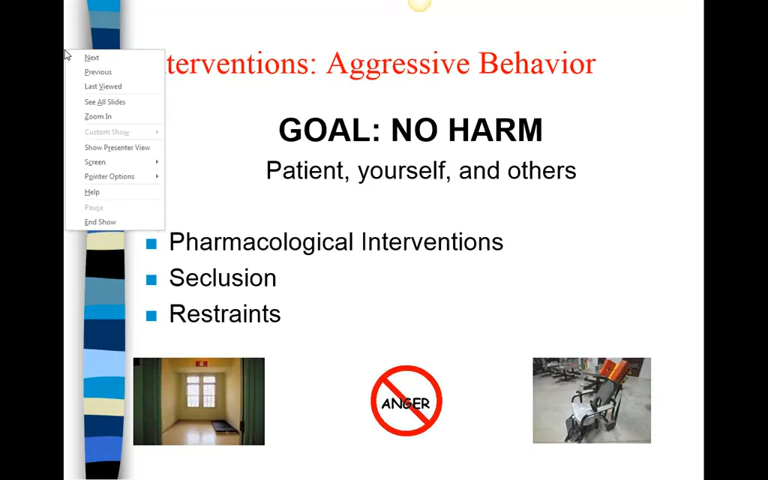 Next
Previous
Last Viewed
See All Slides
Zoom In
Custom Show
Show Presenter View
Screen
Pointer Options
Help
Pause
End Show
terventions: Aggressive Behavior
GOAL: NO HARM
Patient, yourself, and others
Pharmacological Interventions
Seclusion
Restraints
ANGER